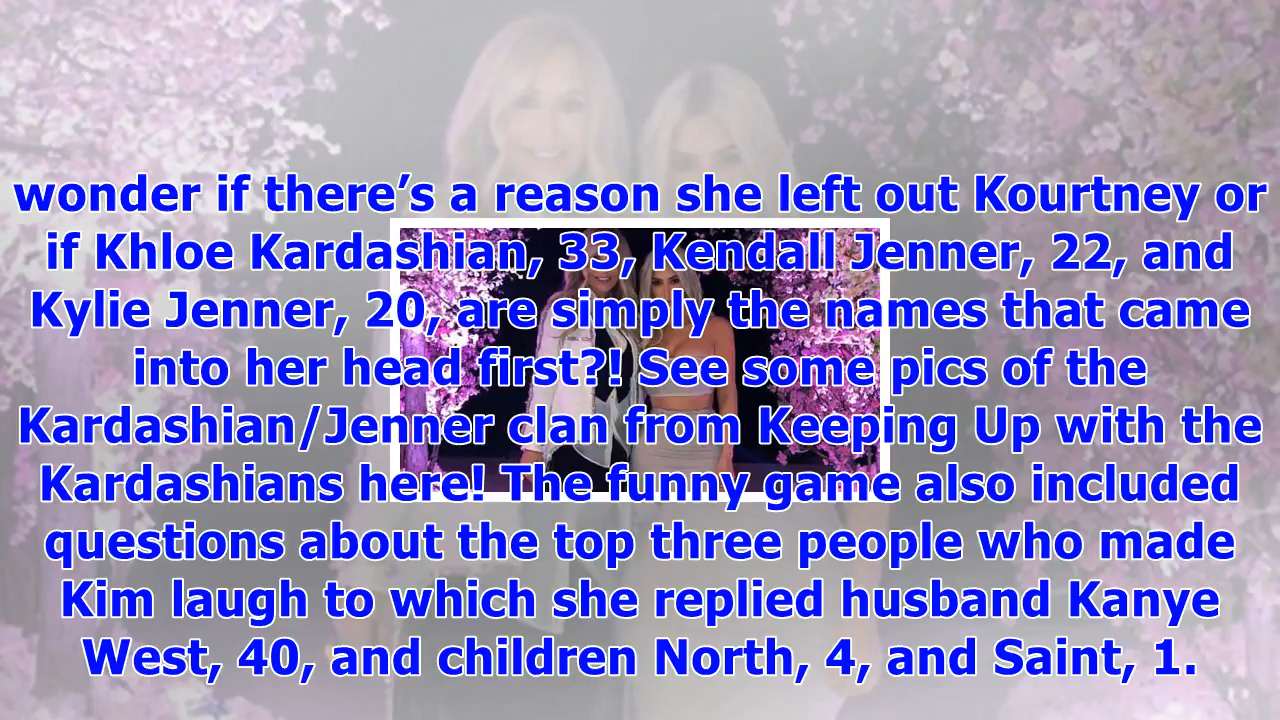 wonder if there’s a reason she left out Kourtney or
if Khloe Kardashian, 33, Kendall Jenner, 22, and
Kylie Jenner, 20, are simply the names that came
into her head first?! See some pics of the
Kardashian/Jenner clan from Keeping Up with the
Kardashians here! The funny game also included
questions about the top three people who made
Kim laugh to which she replied husband Kanye
West, 40, and children North, 4, and Saint, 1.